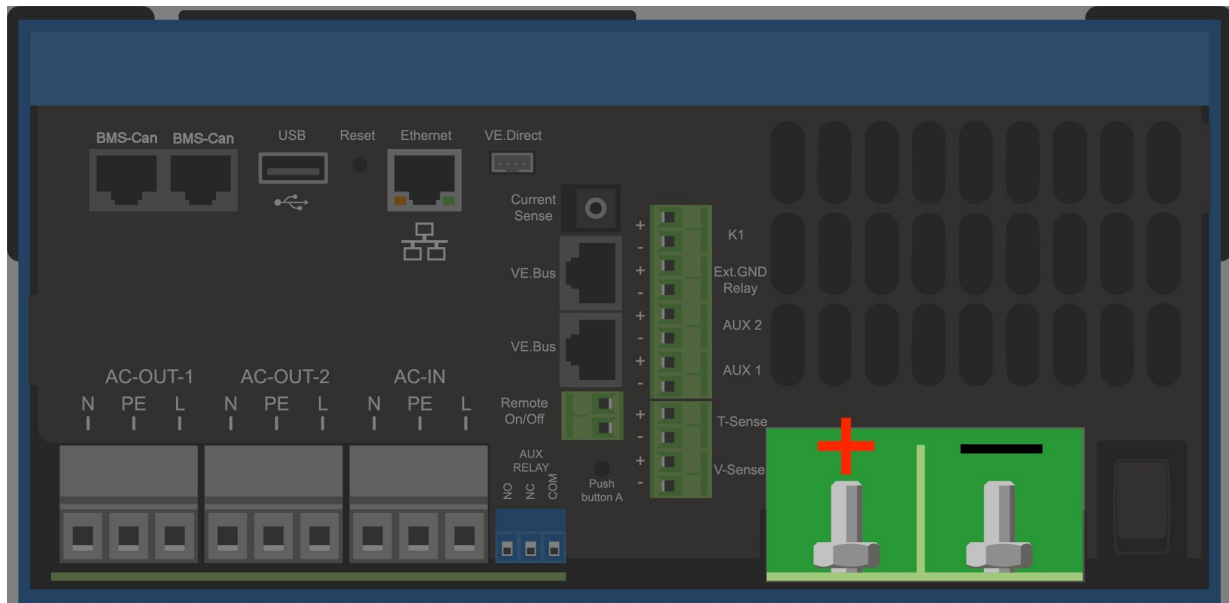 BMS-Can BMS-Can USB Reset Ethernet VE.Direct
Current
Sense
+
-
K1
VE.Bus
+
-
Ext.GND
Relay
VE.Bus
+
-
AUX 2
+
-
AUX 1
AC-OUT-1 AC-OUT-2 AC-IN
N PE L N PE L N PE L
Remote
On/Off
+
-
T-Sense
+
-
V-Sense
AUX
RELAY
NO NC COM
Push
button A
+ -